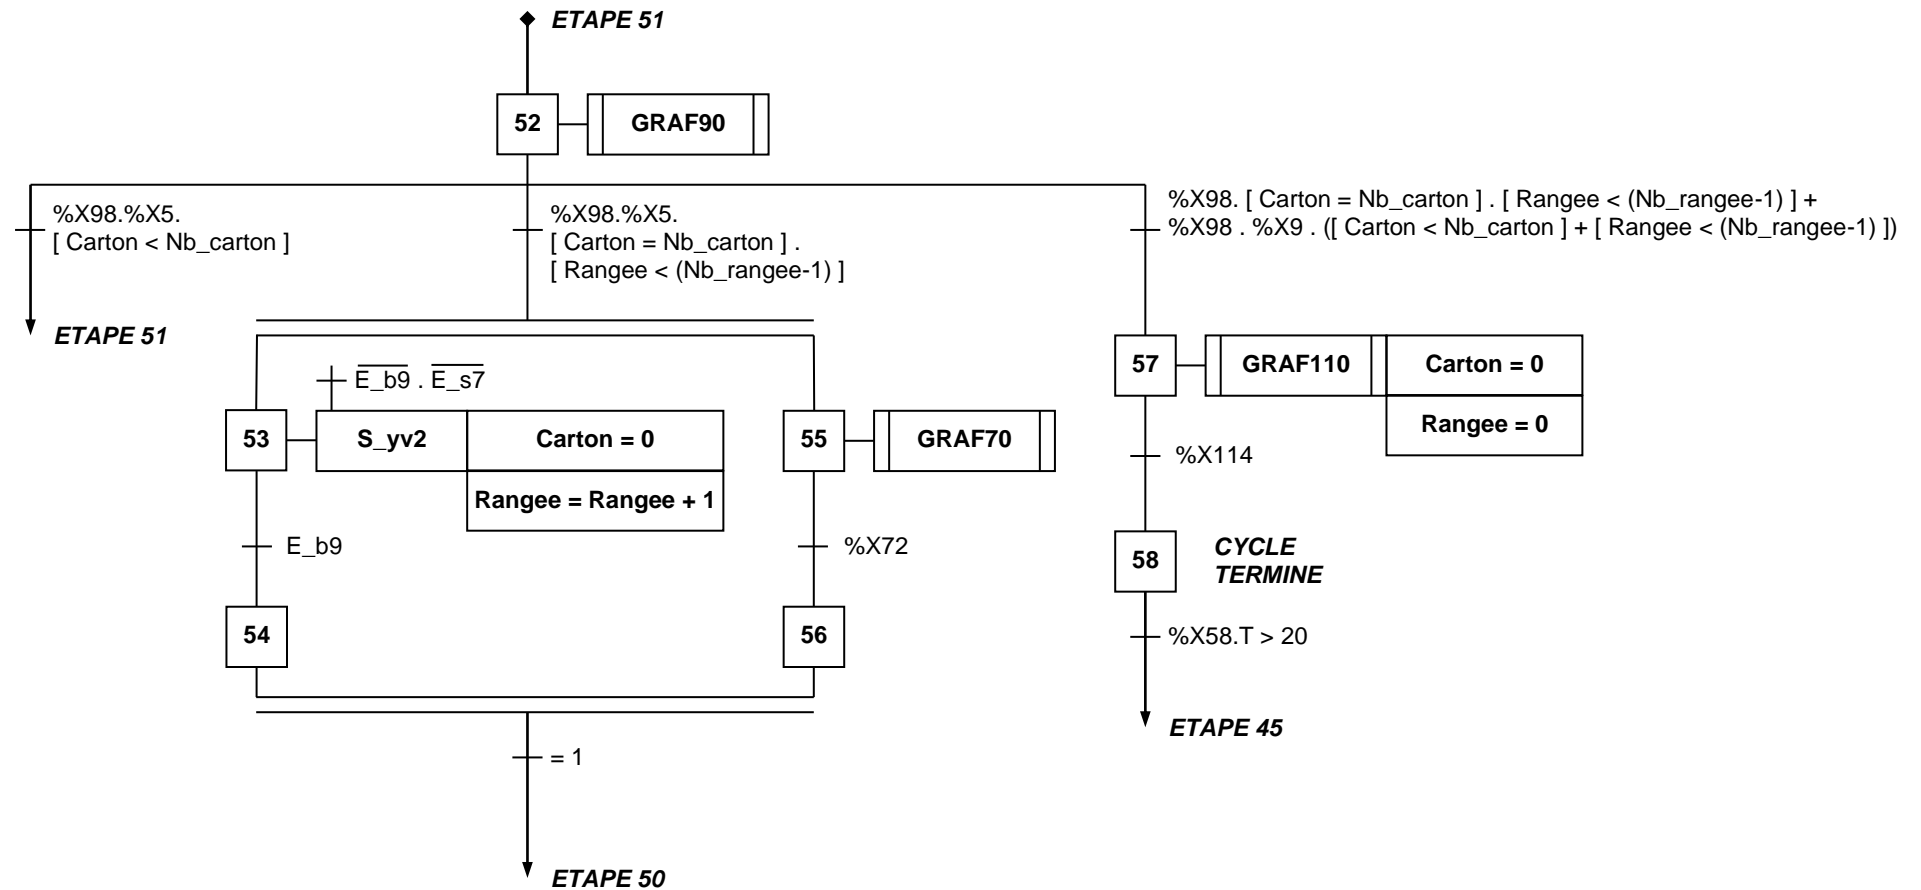 ETAPE 51
52
GRAF90
%X98.%X5.
[ Carton < Nb_carton ]
%X98.%X5.
[ Carton = Nb_carton ] .
[ Rangee < (Nb_rangee-1) ]
%X98. [ Carton = Nb_carton ] . [ Rangee < (Nb_rangee-1) ] +
%X98 . %X9 . ([ Carton < Nb_carton ] + [ Rangee < (Nb_rangee-1) ])
ETAPE 51
E_b9 . E_s7
53
S_yv2
Carton = 0
Rangee = Rangee + 1
55
GRAF70
57
GRAF110
Carton = 0
Rangee = 0
%X114
E_b9
%X72
58
CYCLE
TERMINE
54
56
%X58.T > 20
ETAPE 45
= 1
ETAPE 50